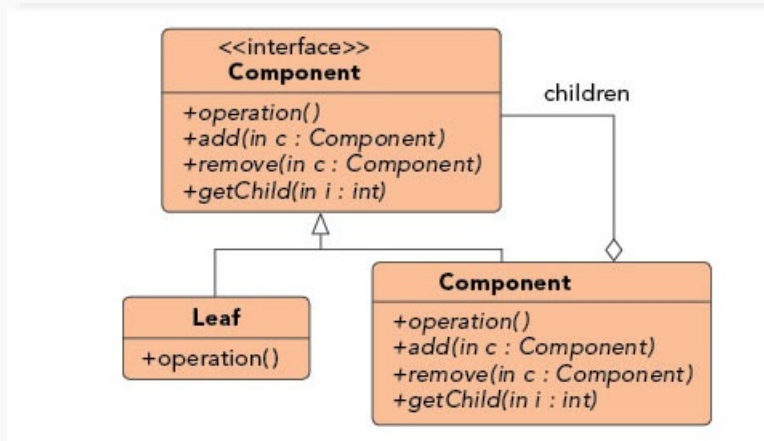 <<interface>>
Component
+operation()
+add(in c : Component)
+remove(in c : Component)
+getChild(in i : int)
children
Leaf
+operation()
Component
+operation()
+add(in c : Component)
+remove(in c : Component)
+getChild(in i : int)